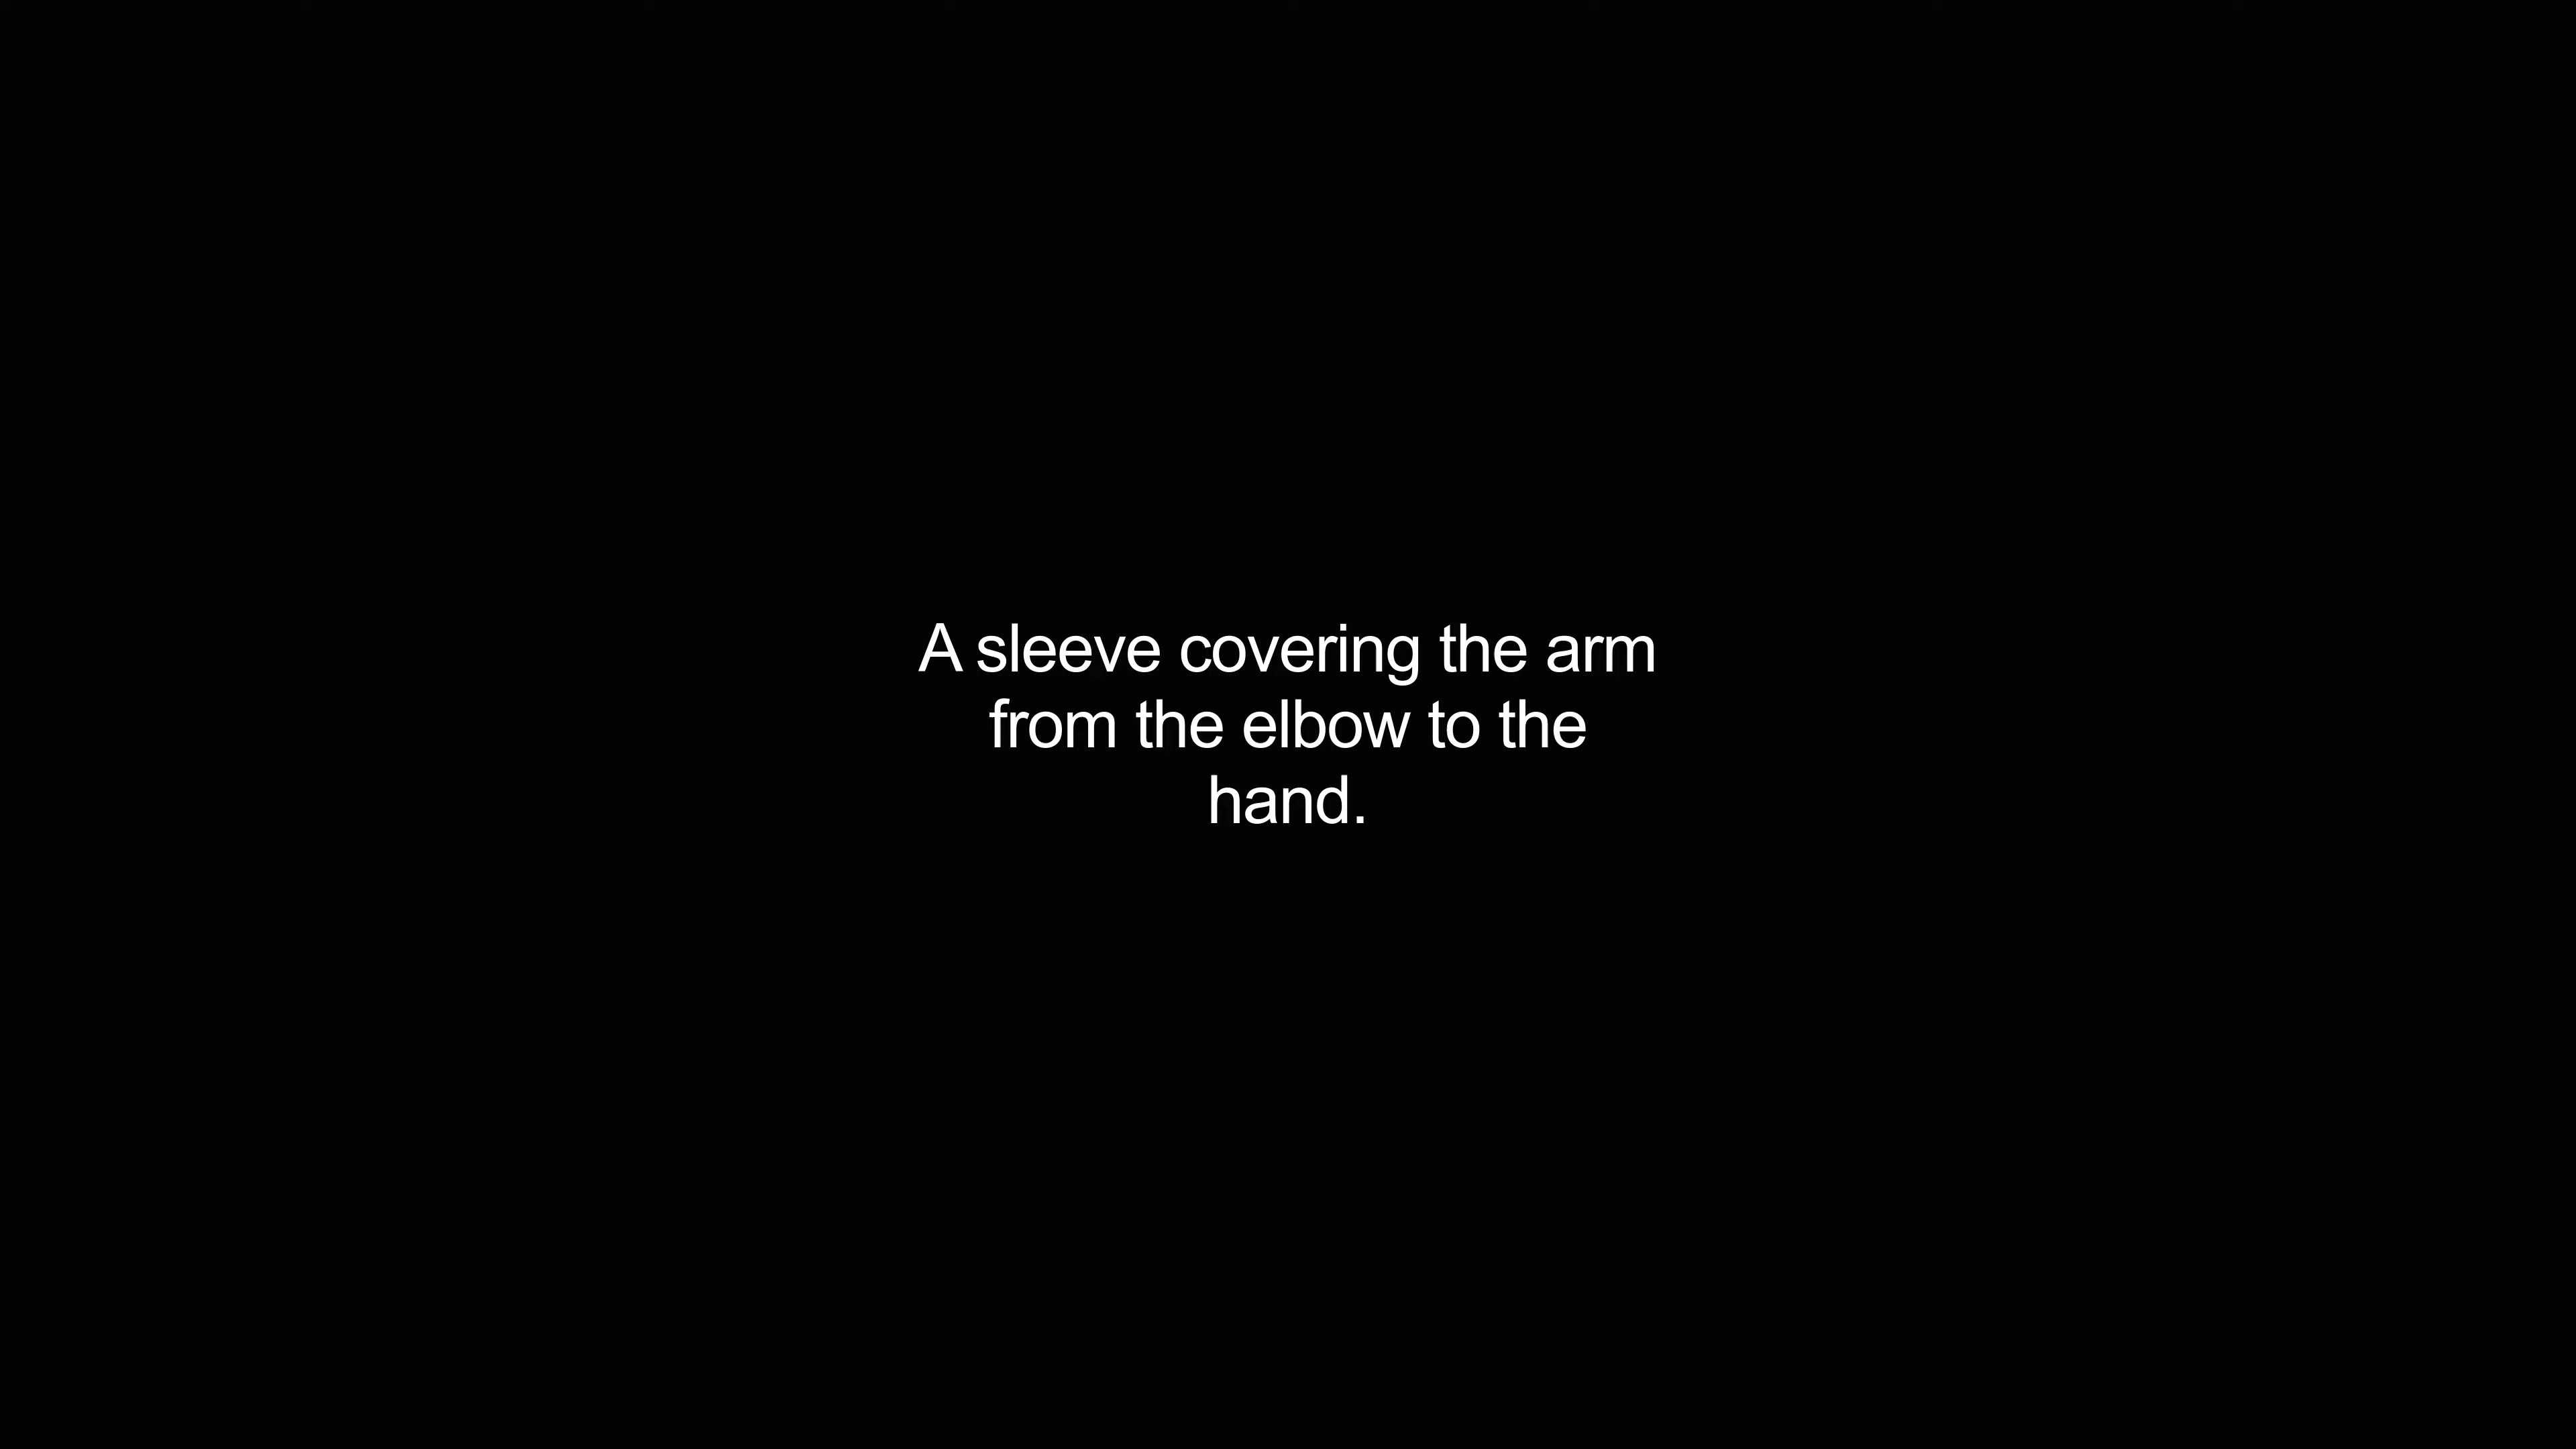 A sleeve covering the arm
from the elbow to the
hand.